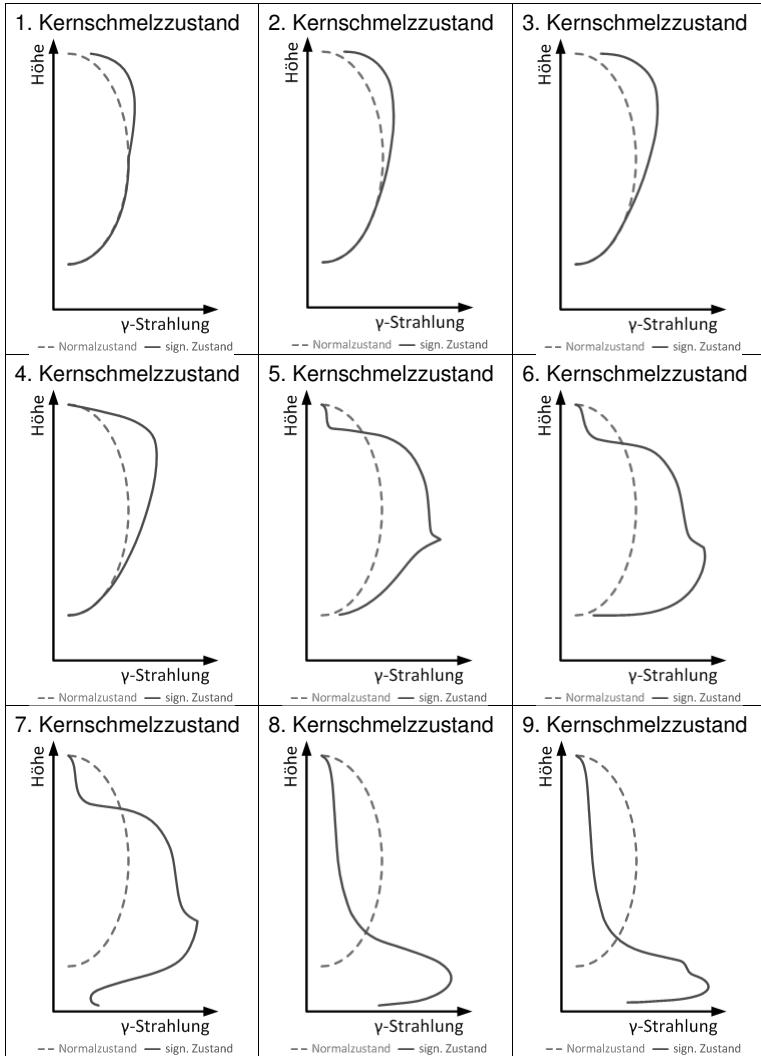 1. Kernschmelzzustand
Höhe
γ-Strahlung
Normalzustand
sign. Zustand
2. Kernschmelzzustand
Höhe
γ-Strahlung
Normalzustand
sign. Zustand
3. Kernschmelzzustand
Höhe
γ-Strahlung
Normalzustand
sign. Zustand
4. Kernschmelzzustand
Höhe
γ-Strahlung
Normalzustand
sign. Zustand
5. Kernschmelzzustand
Höhe
γ-Strahlung
Normalzustand
sign. Zustand
6. Kernschmelzzustand
Höhe
γ-Strahlung
Normalzustand
sign. Zustand
7. Kernschmelzzustand
Höhe
γ-Strahlung
Normalzustand
sign. Zustand
8. Kernschmelzzustand
Höhe
γ-Strahlung
Normalzustand
sign. Zustand
9. Kernschmelzzustand
Höhe
γ-Strahlung
Normalzustand
sign. Zustand